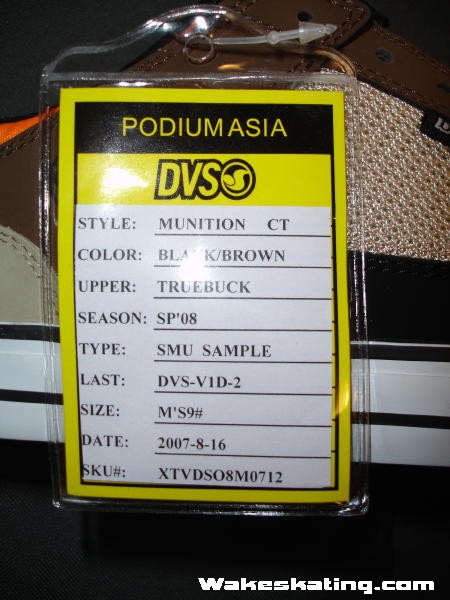 PODIUM ASIA
DVS
STYLE: MUNITION CT
COLOR: BLACK/BROWN
UPPER: TRUEBUCK
SEASON: SP'08
TYPE: SMU SAMPLE
LAST: DVS-V1D-2
SIZE: M'S9#
DATE: 2007-8-16
SKU#: XTVDSO8M0712
Wakeskating.com